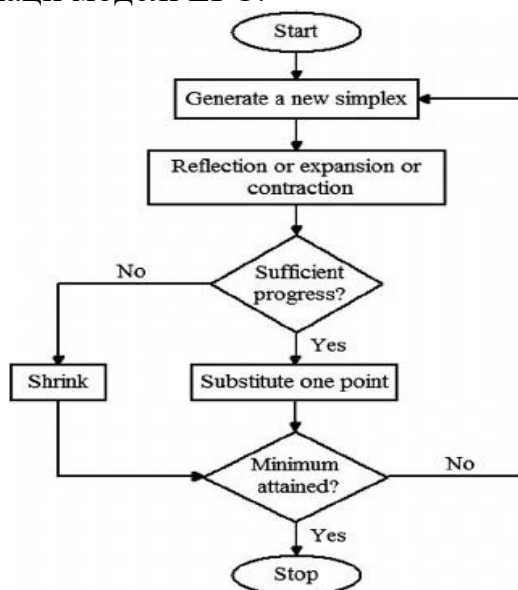 Start
Generate a new simplex
Reflection or expansion or
contraction
No
Sufficient
progress?
Yes
Shrink
Substitute one point
Minimum
attained?
No
Yes
Stop